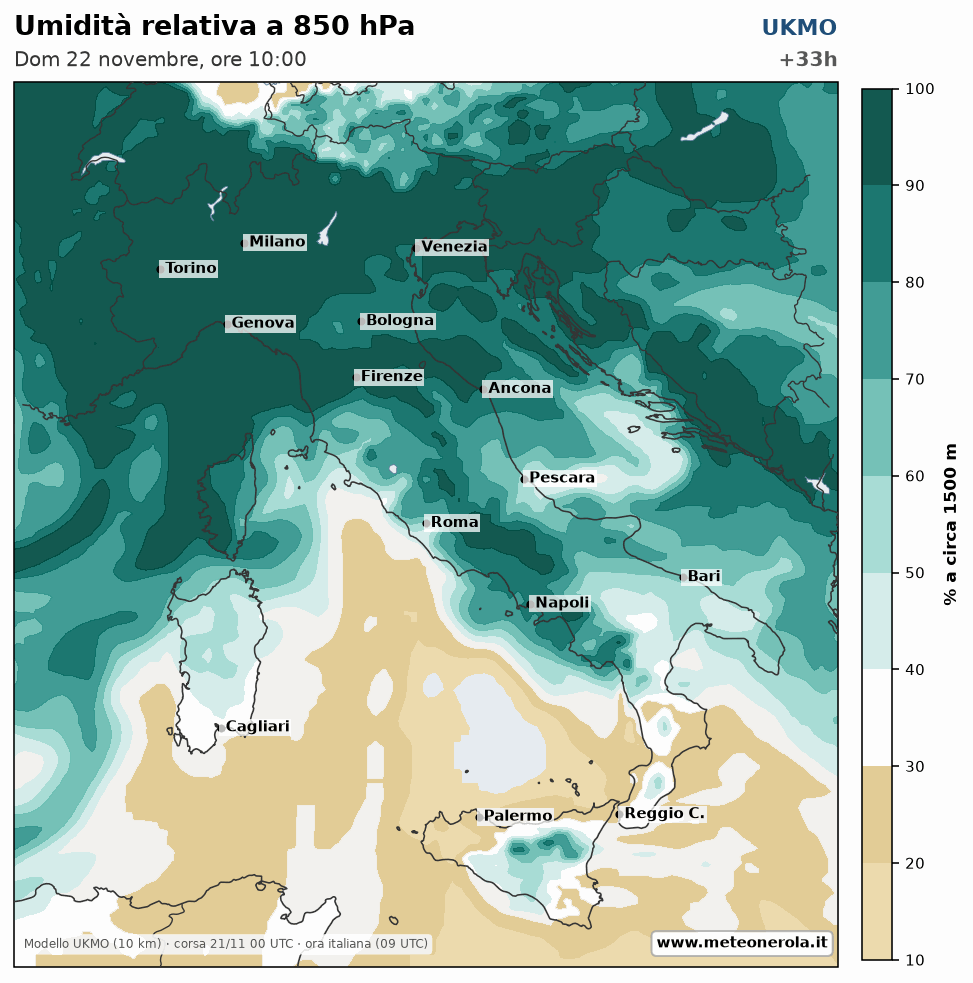 Umidità relativa a 850 hPa
UKMO
Dom 22 novembre, ore 10:00
+33h
100
90
80
70
60
50
40
30
20
10
% a circa 1500 m
Milano
Venezia
Torino
Genova
Bologna
Firenze
Ancona
Pescara
Roma
Bari
Napoli
Cagliari
Palermo
Reggio C.
Modello UKMO (10 km) · corsa 21/11 00 UTC · ora italiana (09 UTC)
www.meteonerola.it